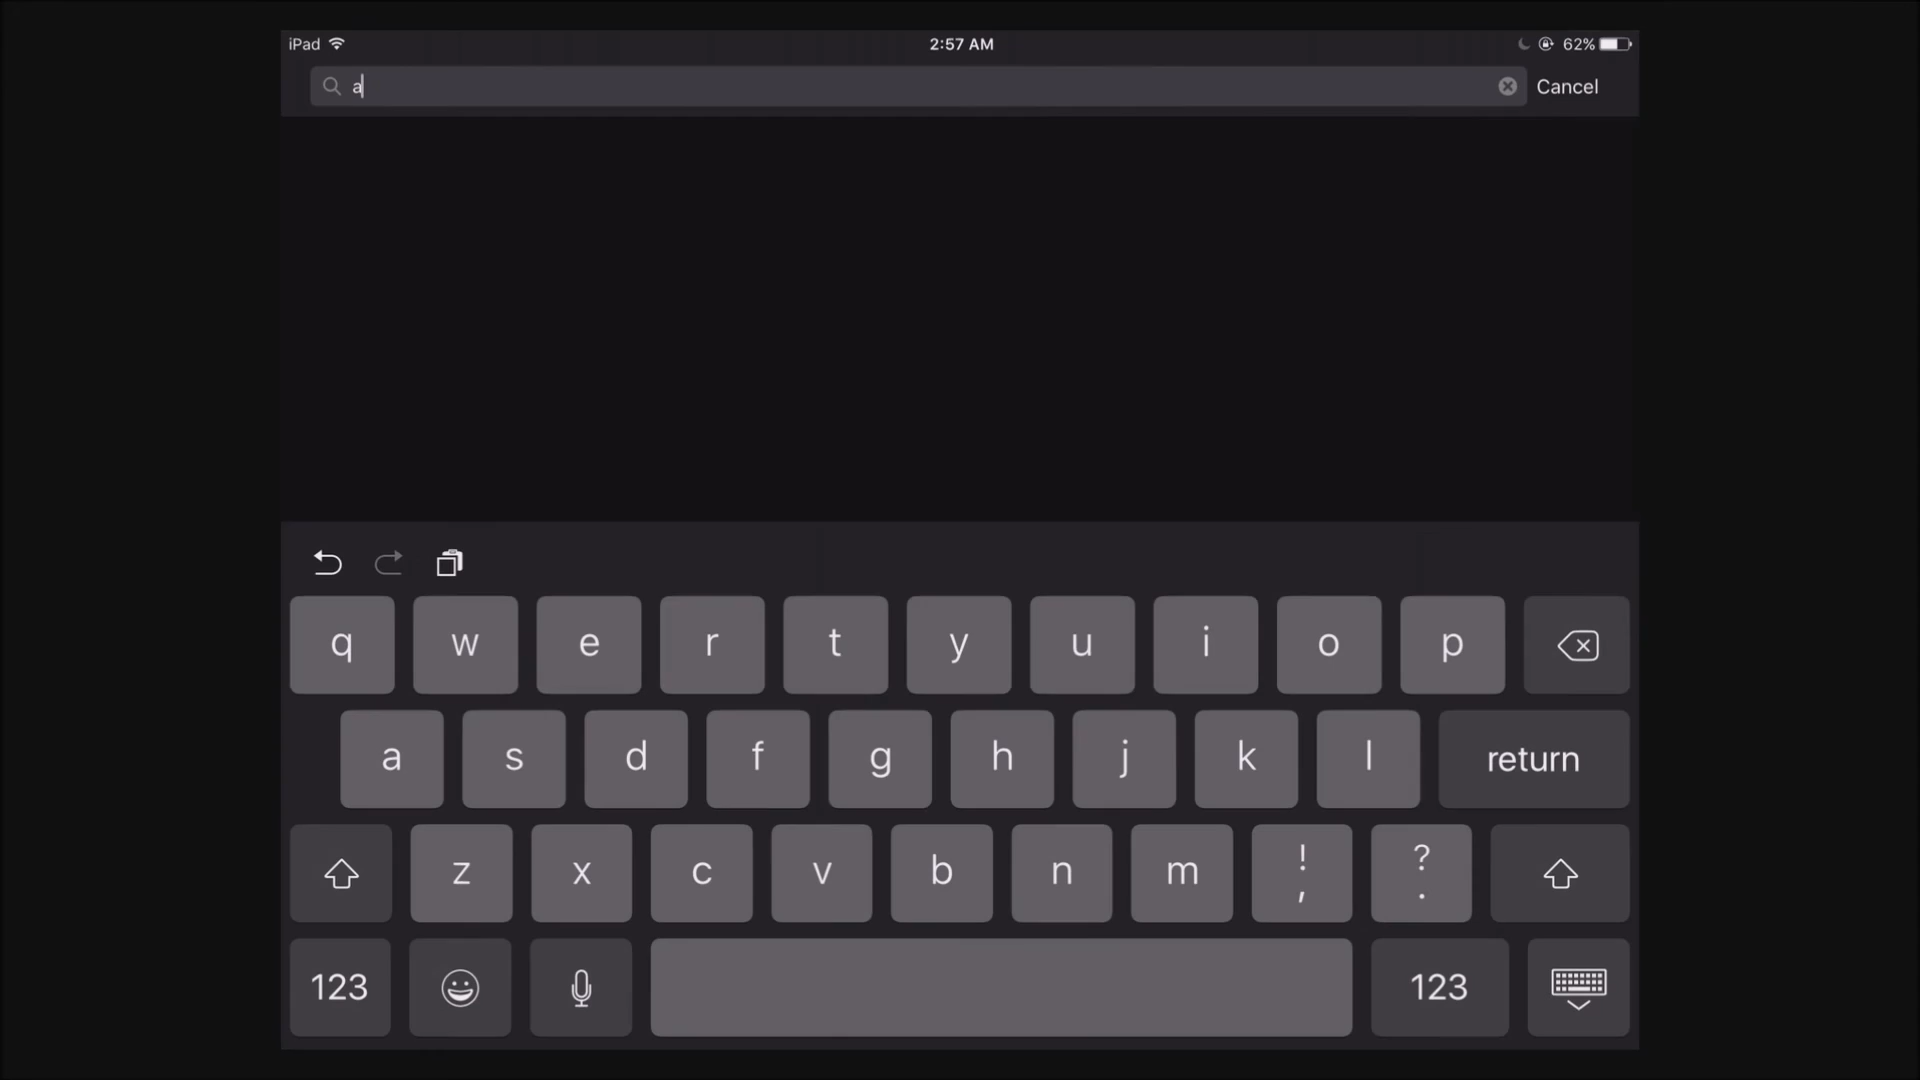 iPad 2:57 AM 62%
a Cancel
q w e r t y u i o p
a s d f g h j k l return
z x c v b n m ! , ? .
123 123